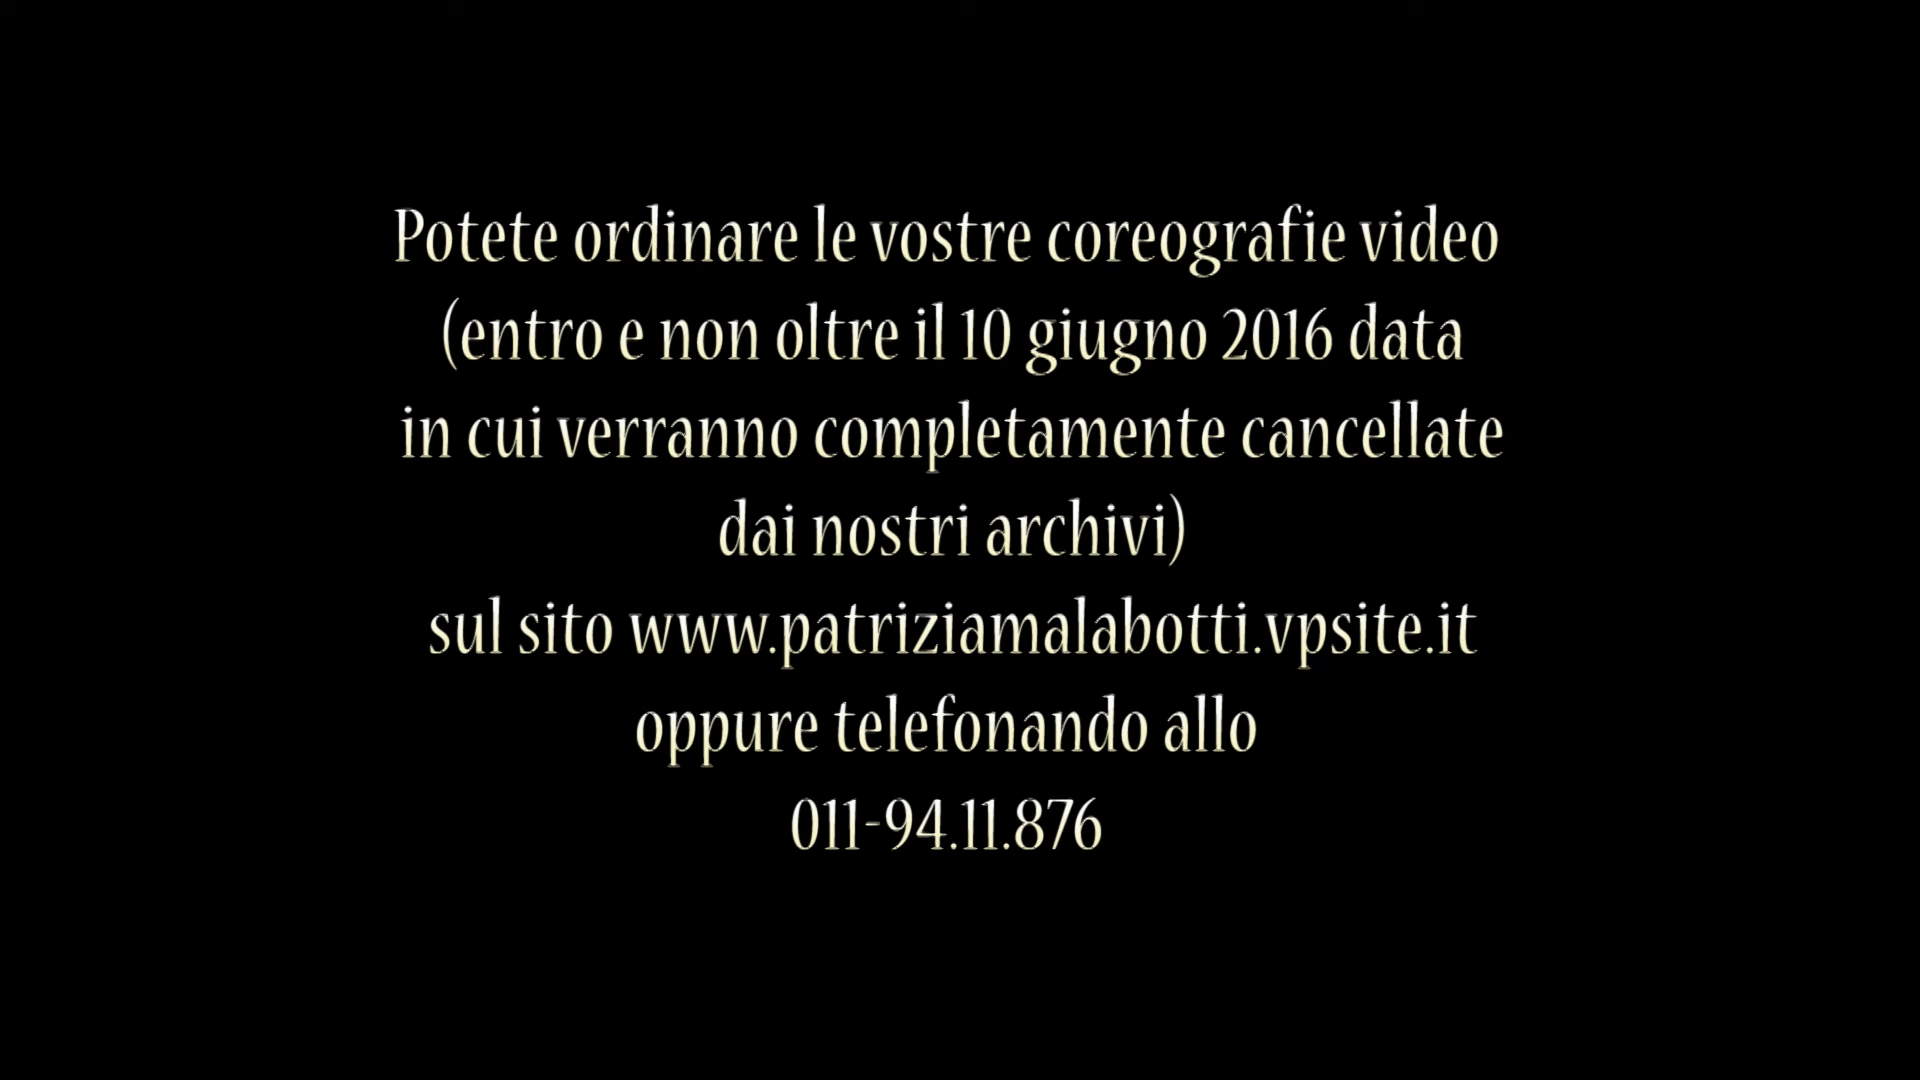 Potete ordinare le vostre coreografie video
(entro e non oltre il 10 giugno 2016 data
in cui verranno completamente cancellate
dai nostri archivi)
sul sito www.patriziamalabotti.vpsite.it
oppure telefonando allo
011-94.11.876